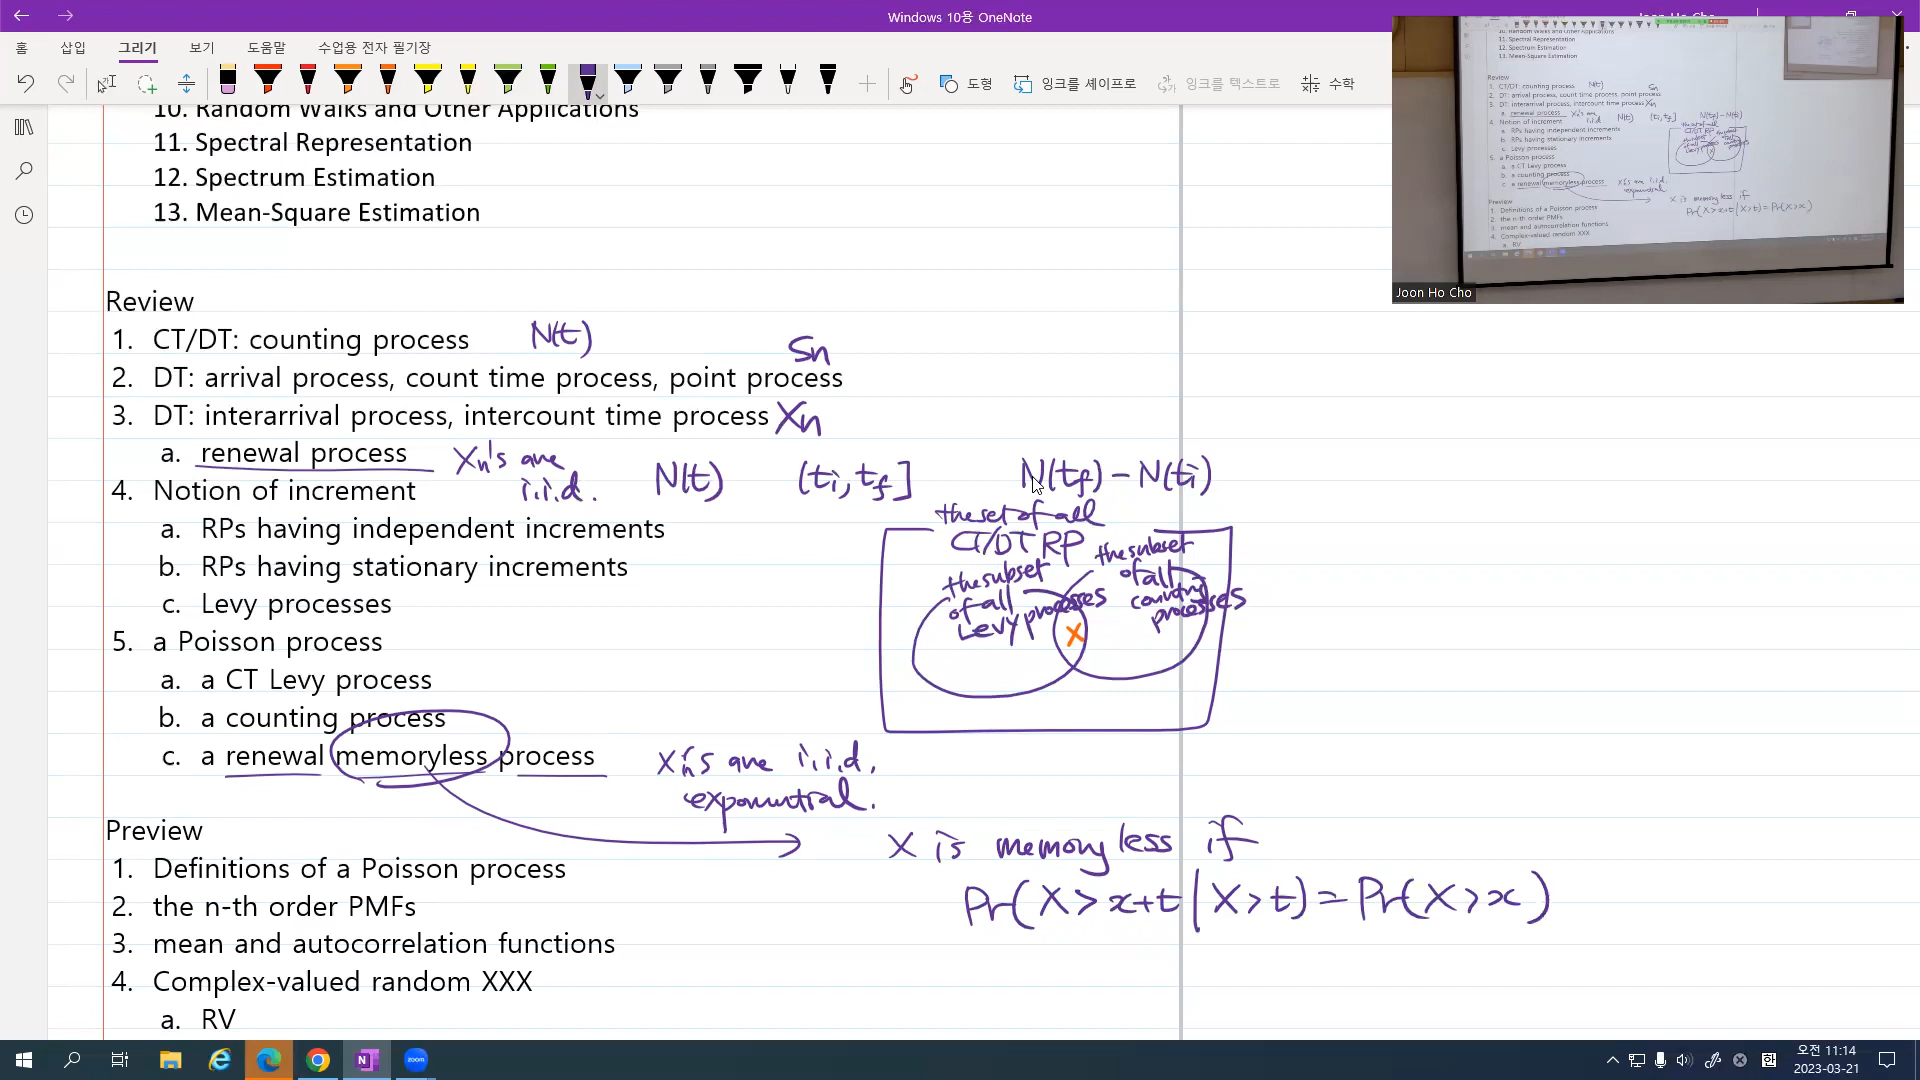 Windows 10용 OneNote
Joon Ho Cho
홈 삽입 그리기 보기 도움말 수업용 전자 필기장
도형 잉크를 셰이프로 잉크를 텍스트로 수학
10. Random Walks and Other Applications
11. Spectral Representation
12. Spectrum Estimation
13. Mean-Square Estimation
Review
1. CT/DT: counting process N(t)
Sn
2. DT: arrival process, count time process, point process
3. DT: interarrival process, intercount time process Xn
a. renewal process Xn's are
i.i.d. N(t) (ti, tf] N(tf) - N(ti)
4. Notion of increment
a. RPs having independent increments
b. RPs having stationary increments
c. Levy processes
the set of all
CT/DT RP
the subset
of all
Levy processes
the subset
of all
counting
processes
X
5. a Poisson process
a. a CT Levy process
b. a counting process
c. a renewal memoryless process
Xn's are i.i.d.
exponential.
X is memoryless if
Pr(X > x+t | X > t) = Pr(X > x)
Preview
1. Definitions of a Poisson process
2. the n-th order PMFs
3. mean and autocorrelation functions
4. Complex-valued random XXX
a. RV
Joon Ho Cho
zoom
한
오전 11:14
2023-03-21